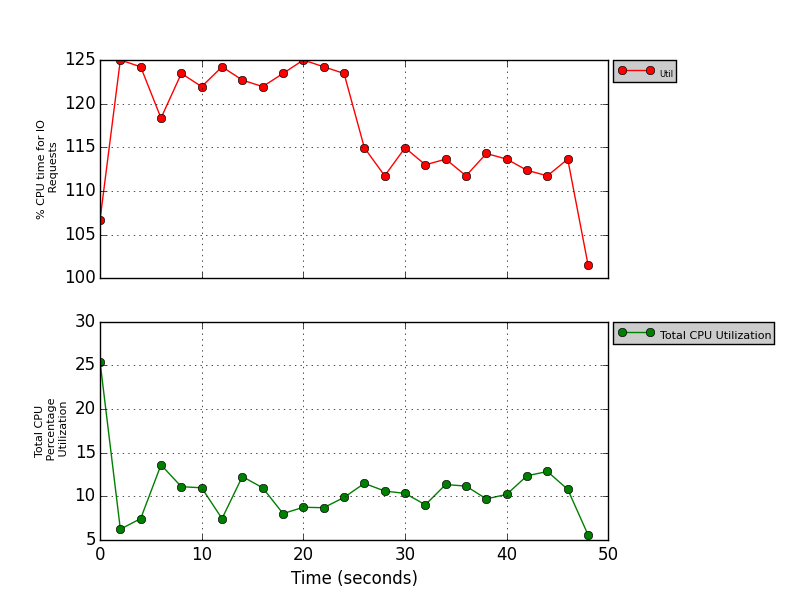 125
120
115
110
105
100
% CPU time for IO
Requests
Util
30
25
20
15
10
5
Total CPU
Percentage
Utilization
Total CPU Utilization
0 10 20 30 40 50
Time (seconds)